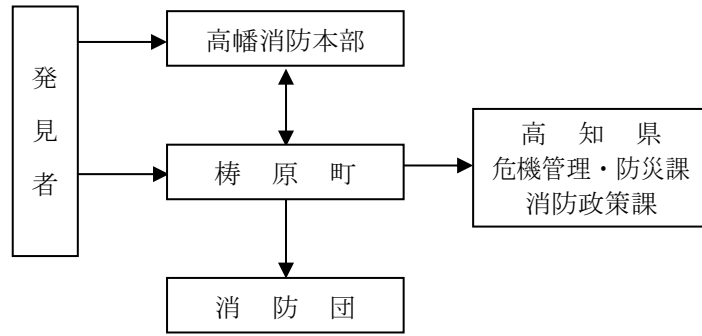 発見者
高幡消防本部
梼原町
高知県
危機管理・防災課
消防政策課
消防団